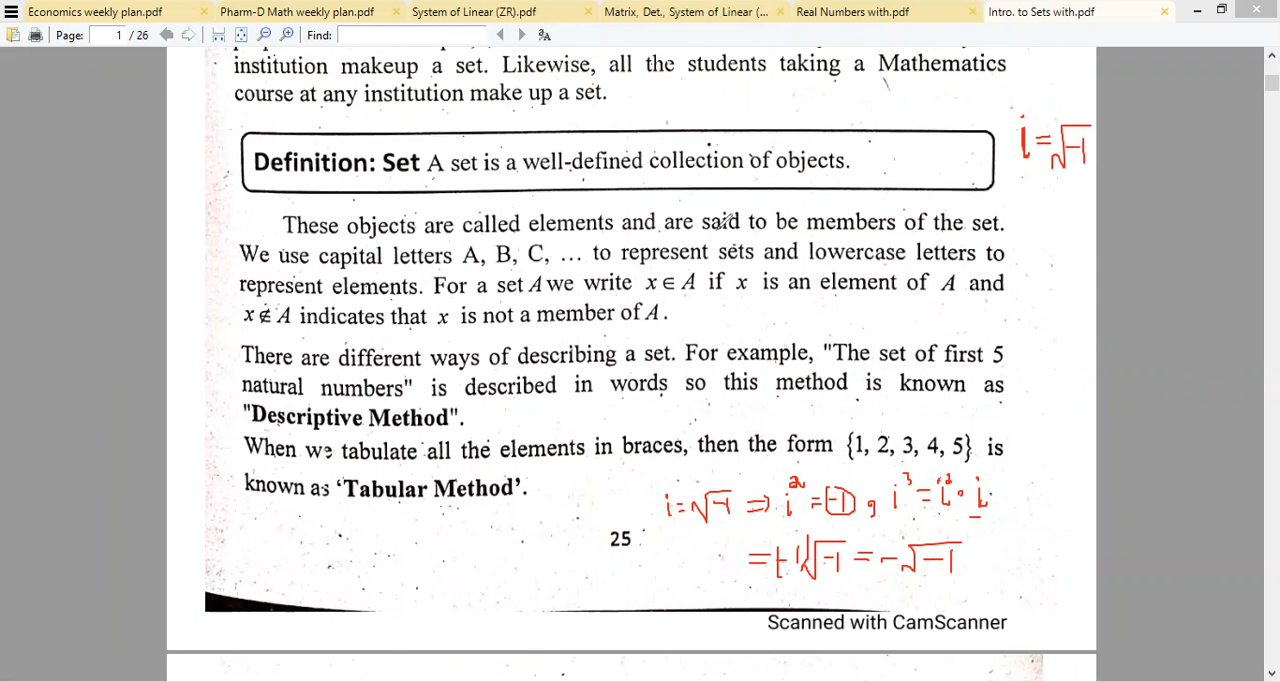 Economics weekly plan.pdf Pharm-D Math weekly plan.pdf System of Linear (ZR).pdf Matrix, Det., System of Linear (... Real Numbers with.pdf Intro. to Sets with.pdf
Page: 1 / 26 Find:
institution makeup a set. Likewise, all the students taking a Mathematics
course at any institution make up a set.
i = √-1
Definition: Set A set is a well-defined collection of objects.
These objects are called elements and are said to be members of the set.
We use capital letters A, B, C, ... to represent sets and lowercase letters to
represent elements. For a set A we write x ∈ A if x is an element of A and
x ∉ A indicates that x is not a member of A.
There are different ways of describing a set. For example, "The set of first 5
natural numbers" is described in words so this method is known as
"Descriptive Method".
When we tabulate all the elements in braces, then the form {1, 2, 3, 4, 5} is
known as ‘Tabular Method’.
i = √-1 ⇒ i² = (-1) , i³ = i² · i
25
= (-1)√-1 = -√-1
Scanned with CamScanner